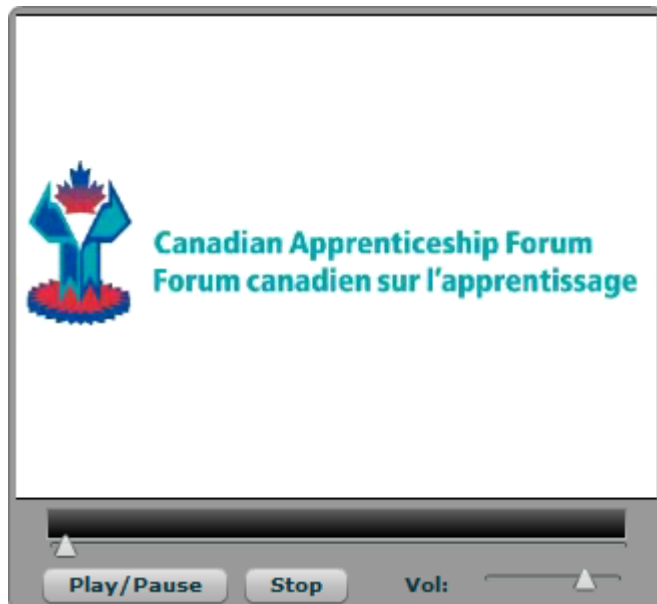 Canadian Apprenticeship Forum
Forum canadien sur l'apprentissage
Play/Pause Stop Vol: